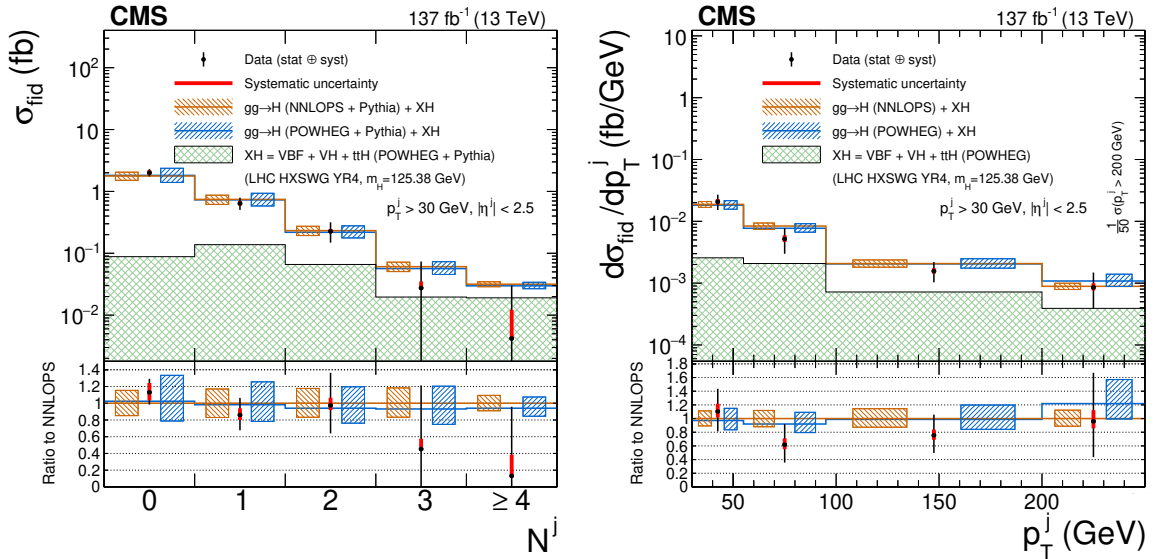 CMS 137 fb⁻¹ (13 TeV)
σ_fid (fb)
10²
10
1
10⁻¹
10⁻²
Data (stat ⊕ syst)
Systematic uncertainty
gg→H (NNLOPS + Pythia) + XH
gg→H (POWHEG + Pythia) + XH
XH = VBF + VH + ttH (POWHEG + Pythia)
(LHC HXSWG YR4, m_H=125.38 GeV)
p_T^j > 30 GeV, |η^j| < 2.5
Ratio to NNLOPS
1.4
1.2
1
0.8
0.6
0.4
0.2
0
0 1 2 3 ≥ 4
N^j
CMS 137 fb⁻¹ (13 TeV)
dσ_fid/dp_T^j (fb/GeV)
10
1
10⁻¹
10⁻²
10⁻³
10⁻⁴
Data (stat ⊕ syst)
Systematic uncertainty
gg→H (NNLOPS) + XH
gg→H (POWHEG) + XH
XH = VBF + VH + ttH (POWHEG)
(LHC HXSWG YR4, m_H=125.38 GeV)
p_T^j > 30 GeV, |η^j| < 2.5
1/50 σ(p_T^j > 200 GeV)
Ratio to NNLOPS
1.8
1.6
1.4
1.2
1.0
0.8
0.6
0.4
0.2
0
50 100 150 200
p_T^j (GeV)